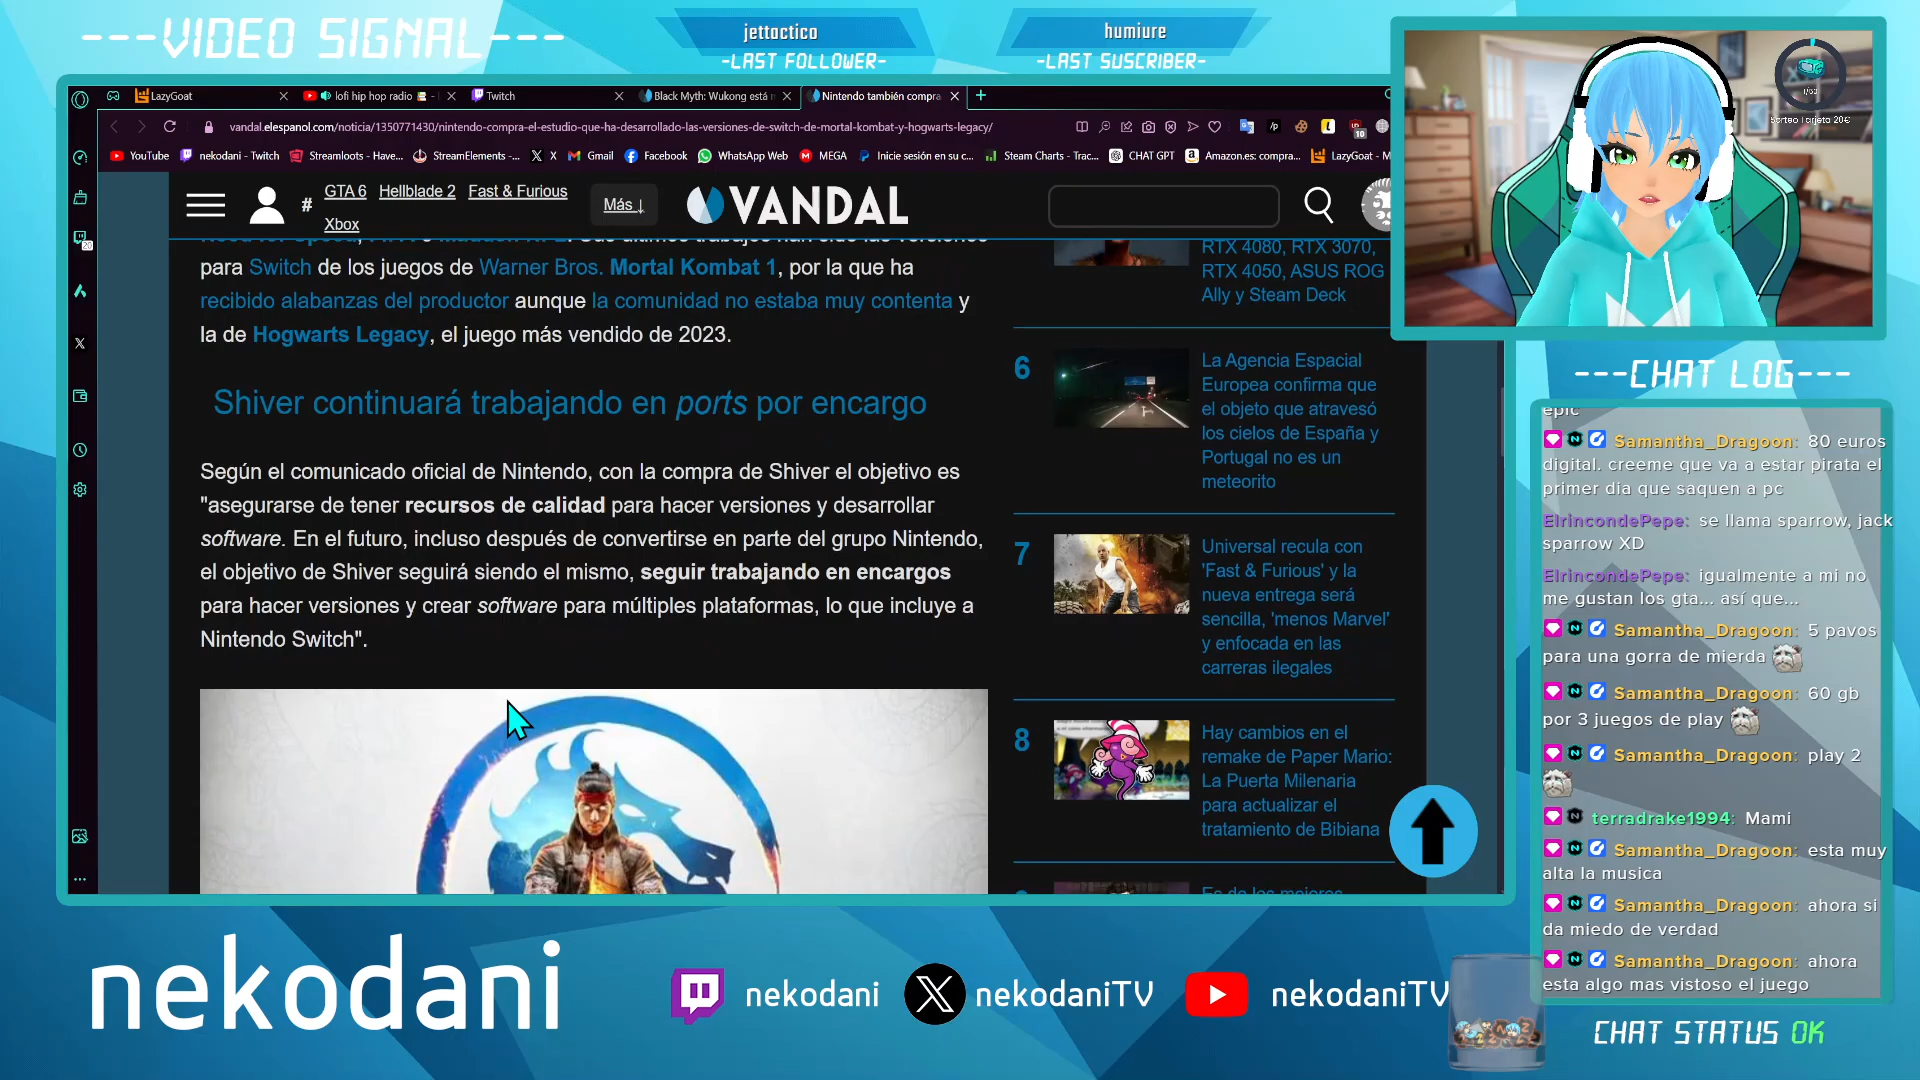 ---VIDEO SIGNAL---
jettactico
-LAST FOLLOWER-
humiure
-LAST SUSCRIBER-
LazyGoat
lofi hip hop radio
Twitch
Black Myth: Wukong está
Nintendo también compra
vandal.elespanol.com/noticia/1350771430/nintendo-compra-el-estudio-que-ha-desarrollado-las-versiones-de-switch-de-mortal-kombat-y-hogwarts-legacy/
10
YouTube
nekodani - Twitch
Streamloots - Have...
StreamElements -...
X
Gmail
Facebook
WhatsApp Web
MEGA
Inicie sesión en su c...
Steam Charts - Trac...
CHAT GPT
Amazon.es: compra...
LazyGoat - M
20
# GTA 6 Hellblade 2 Fast & Furious
Xbox
Más ↓
VANDAL
para Switch de los juegos de Warner Bros. Mortal Kombat 1, por la que ha
recibido alabanzas del productor aunque la comunidad no estaba muy contenta y
la de Hogwarts Legacy, el juego más vendido de 2023.
Shiver continuará trabajando en ports por encargo
Según el comunicado oficial de Nintendo, con la compra de Shiver el objetivo es
"asegurarse de tener recursos de calidad para hacer versiones y desarrollar
software. En el futuro, incluso después de convertirse en parte del grupo Nintendo,
el objetivo de Shiver seguirá siendo el mismo, seguir trabajando en encargos
para hacer versiones y crear software para múltiples plataformas, lo que incluye a
Nintendo Switch".
RTX 4080, RTX 3070,
RTX 4050, ASUS ROG
Ally y Steam Deck
6
La Agencia Espacial
Europea confirma que
el objeto que atravesó
los cielos de España y
Portugal no es un
meteorito
7
Universal recula con
'Fast & Furious' y la
nueva entrega será
sencilla, 'menos Marvel'
y enfocada en las
carreras ilegales
8
Hay cambios en el
remake de Paper Mario:
La Puerta Milenaria
para actualizar el
tratamiento de Bibiana
Es de los mejores
1/50
Sorteo Tarjeta 20€
---CHAT LOG---
epic
Samantha_Dragoon: 80 euros
digital. creeme que va a estar pirata el
primer dia que saquen a pc
ElrincondePepe: se llama sparrow, jack
sparrow XD
ElrincondePepe: igualmente a mi no
me gustan los gta... así que...
Samantha_Dragoon: 5 pavos
para una gorra de mierda
Samantha_Dragoon: 60 gb
por 3 juegos de play
Samantha_Dragoon: play 2
terradrake1994: Mami
Samantha_Dragoon: esta muy
alta la musica
Samantha_Dragoon: ahora si
da miedo de verdad
Samantha_Dragoon: ahora
esta algo mas vistoso el juego
nekodani
nekodani
nekodaniTV
nekodaniTV
CHAT STATUS OK